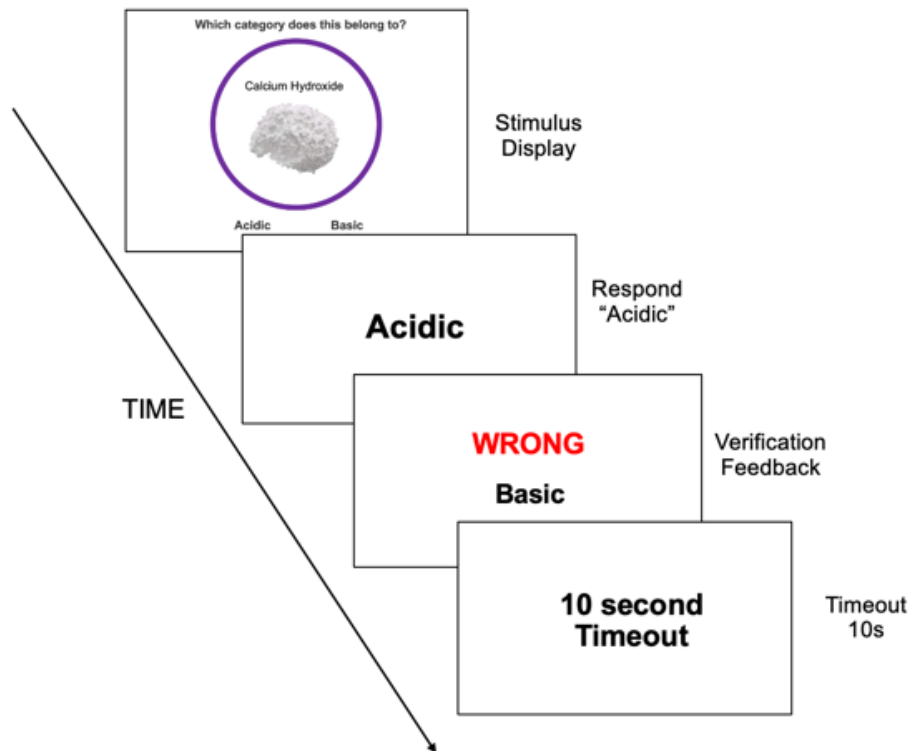 Which category does this belong to?
Calcium Hydroxide
Acidic Basic
Stimulus
Display
Acidic
Respond
“Acidic”
TIME
WRONG
Basic
Verification
Feedback
10 second
Timeout
Timeout
10s